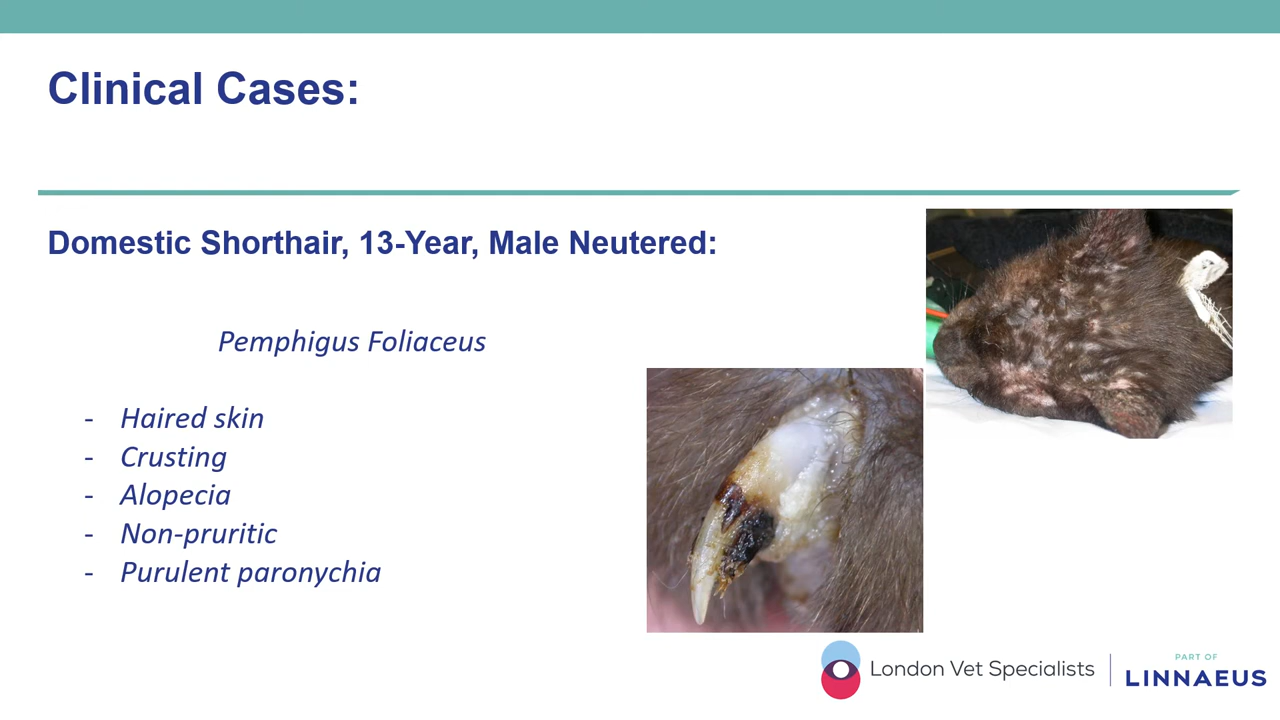 Clinical Cases:
Domestic Shorthair, 13-Year, Male Neutered:
Pemphigus Foliaceus
- Haired skin
- Crusting
- Alopecia
- Non-pruritic
- Purulent paronychia
London Vet Specialists
PART OF
LINNAEUS